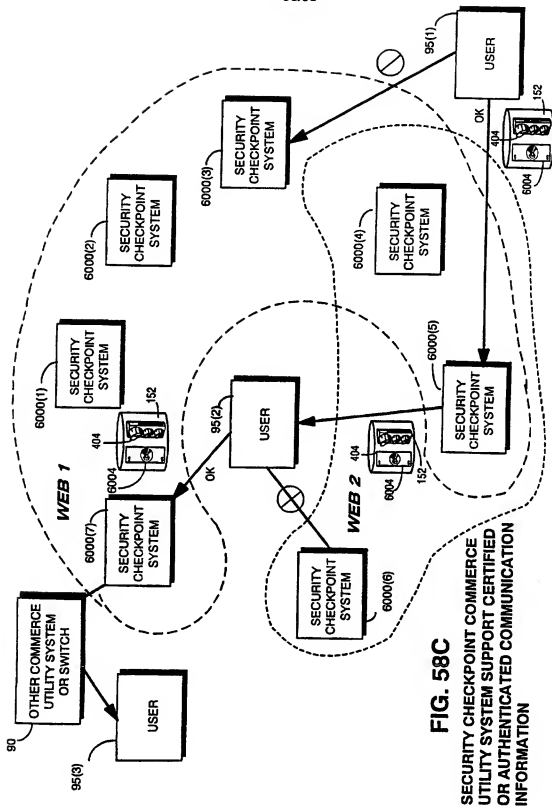 95(1)
USER
152
404
6004
OK
6000(3)
SECURITY
CHECKPOINT
SYSTEM
6000(2)
SECURITY
CHECKPOINT
SYSTEM
6000(4)
SECURITY
CHECKPOINT
SYSTEM
6000(1)
SECURITY
CHECKPOINT
SYSTEM
6000(5)
SECURITY
CHECKPOINT
SYSTEM
WEB 1
404
152
6004
95(2)
USER
OK
WEB 2
404
6004
152
6000(7)
SECURITY
CHECKPOINT
SYSTEM
6000(6)
SECURITY
CHECKPOINT
SYSTEM
90
OTHER COMMERCE
UTILITY SYSTEM
OR SWITCH
95(3)
USER
FIG. 58C
SECURITY CHECKPOINT COMMERCE
UTILITY SYSTEM SUPPORT CERTIFIED
OR AUTHENTICATED COMMUNICATION
INFORMATION